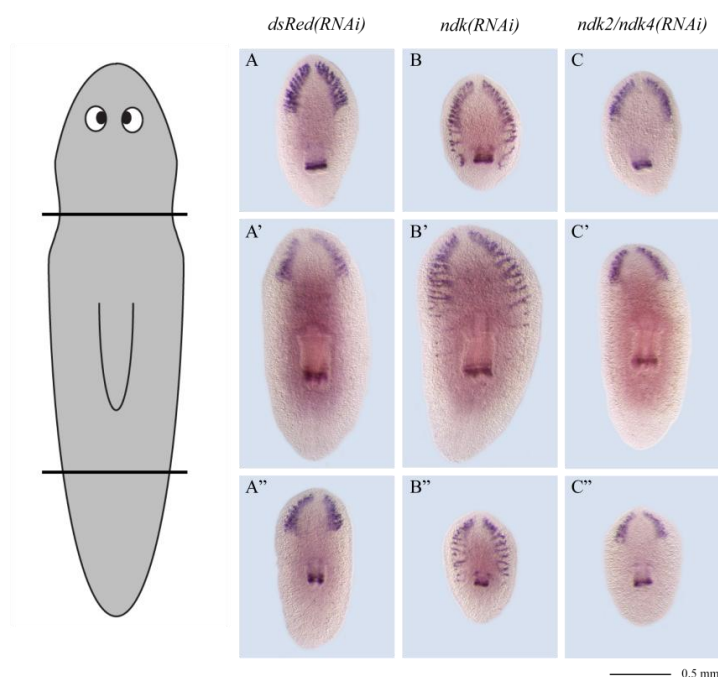 dsRed(RNAi) ndk(RNAi) ndk2/ndk4(RNAi)
A B C
A’ B’ C’
A” B” C”
0.5 mm